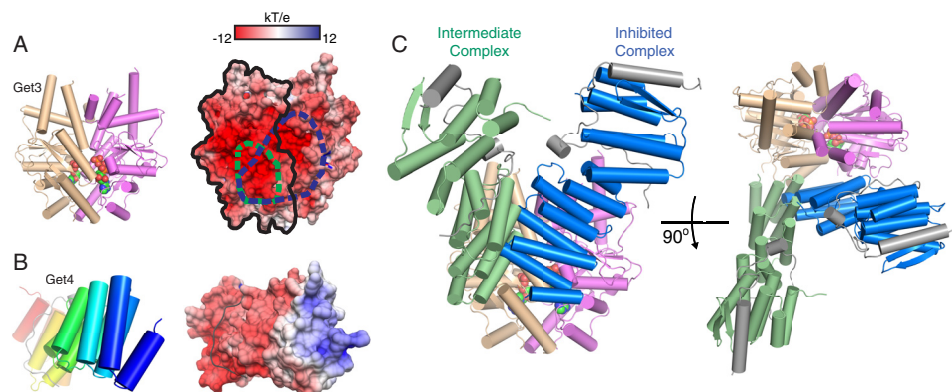 A
Get3
kT/e
-12
12
B
Get4
C
Intermediate
Complex
Inhibited
Complex
90°